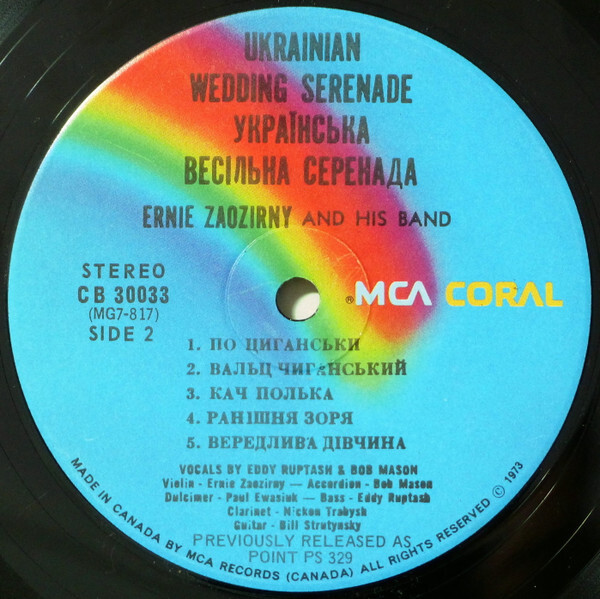 UKRAINIAN
WEDDING SERENADE
УКРАЇНСЬКА
ВЕСІЛЬНА СЕРЕНАДА
ERNIE ZAOZIRNY AND HIS BAND
STEREO
CB 30033
(MG7-817)
SIDE 2
® MCA CORAL
1. ПО ЦИГАНСЬКИ
2. ВАЛЬЦ ЧИГАНСЬКИЙ
3. КАЧ ПОЛЬКА
4. РАНІШНЯ ЗОРЯ
5. ВЕРЕДЛИВА ДІВЧИНА
VOCALS BY EDDY RUPTASH & BOB MASON
Violin - Ernie Zaozirny — Accordion - Bob Mason
Dulcimer - Paul Ewasiuk — Bass - Eddy Ruptash
Clarinet - Nickon Trabysh
Guitar - Bill Strutynsky
PREVIOUSLY RELEASED AS
POINT PS 329
MADE IN CANADA BY MCA RECORDS (CANADA) ALL RIGHTS RESERVED © 1973